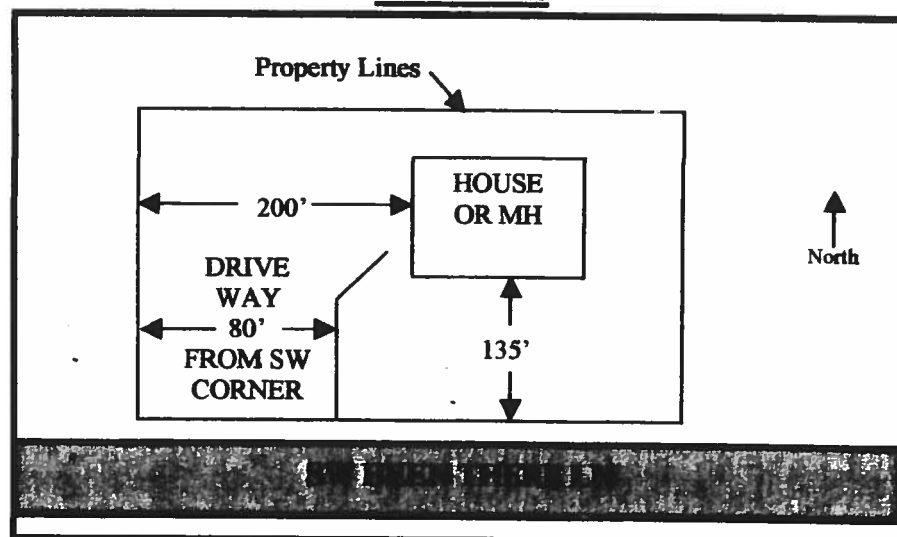 Property Lines
HOUSE
OR MH
200'
North
DRIVE
WAY
80'
FROM SW
CORNER
135'